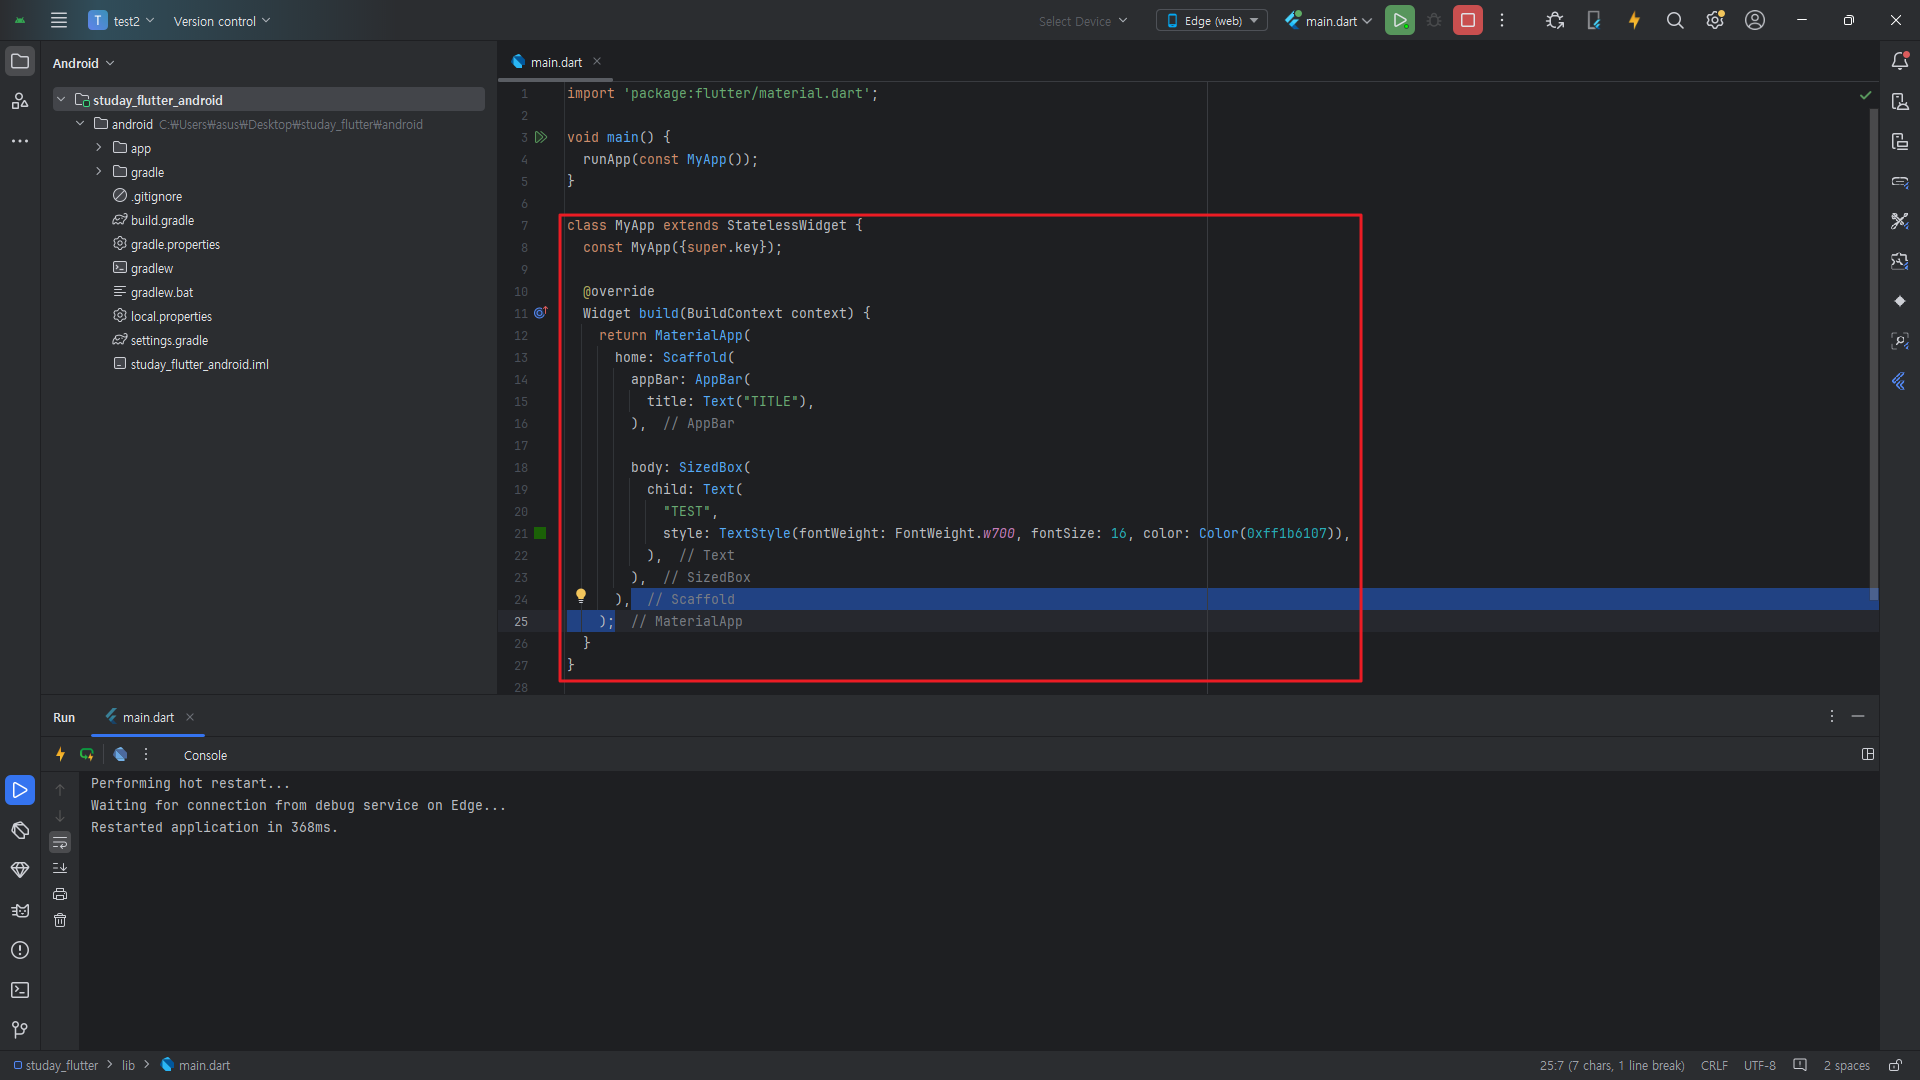 T test2 Version control Select Device Edge (web) main.dart
Android
studay_flutter_android
android C:₩Users₩asus₩Desktop₩studay_flutter₩android
app
gradle
.gitignore
build.gradle
gradle.properties
gradlew
gradlew.bat
local.properties
settings.gradle
studay_flutter_android.iml
main.dart
1 import 'package:flutter/material.dart';
2
3 void main() {
4 runApp(const MyApp());
5 }
6
7 class MyApp extends StatelessWidget {
8 const MyApp({super.key});
9
10 @override
11 Widget build(BuildContext context) {
12 return MaterialApp(
13 home: Scaffold(
14 appBar: AppBar(
15 title: Text("TITLE"),
16 ), // AppBar
17
18 body: SizedBox(
19 child: Text(
20 "TEST",
21 style: TextStyle(fontWeight: FontWeight.w700, fontSize: 16, color: Color(0xff1b6107)),
22 ), // Text
23 ), // SizedBox
24 ), // Scaffold
25 ); // MaterialApp
26 }
27 }
28
Run main.dart
Console
Performing hot restart...
Waiting for connection from debug service on Edge...
Restarted application in 368ms.
studay_flutter lib main.dart 25:7 (7 chars, 1 line break) CRLF UTF-8 2 spaces